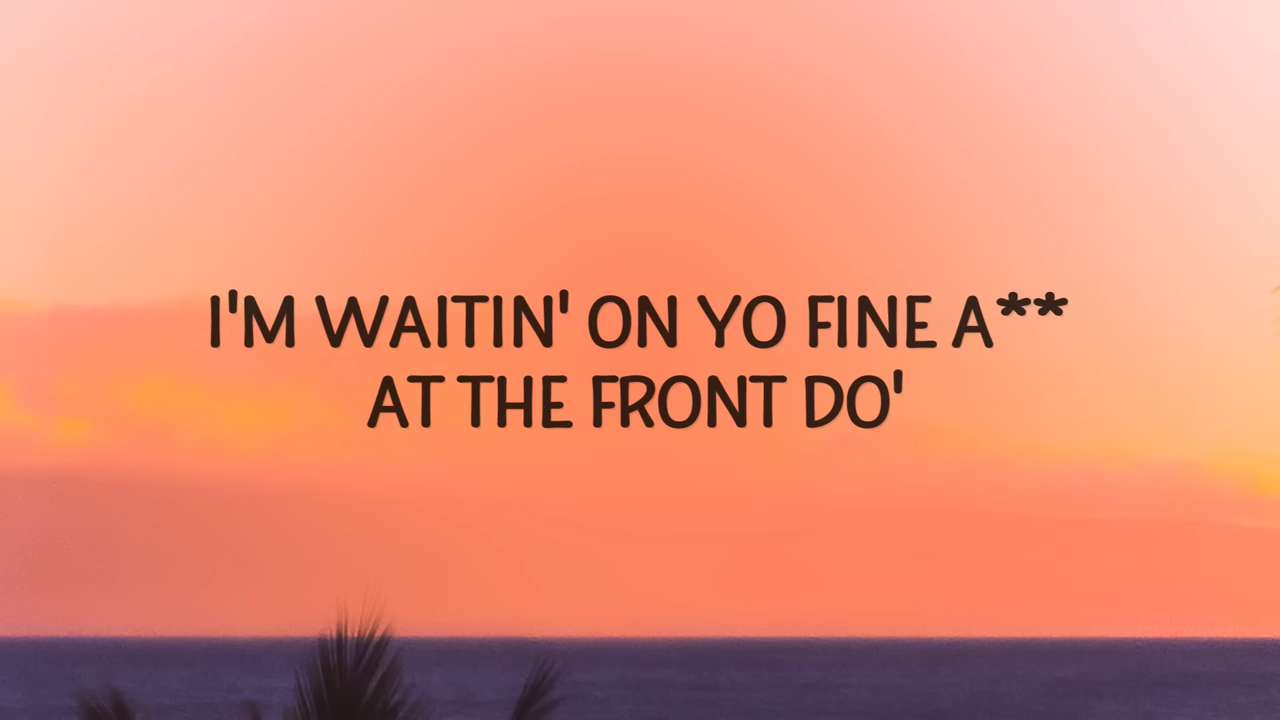 I'M WAITIN' ON YO FINE A**
AT THE FRONT DO'